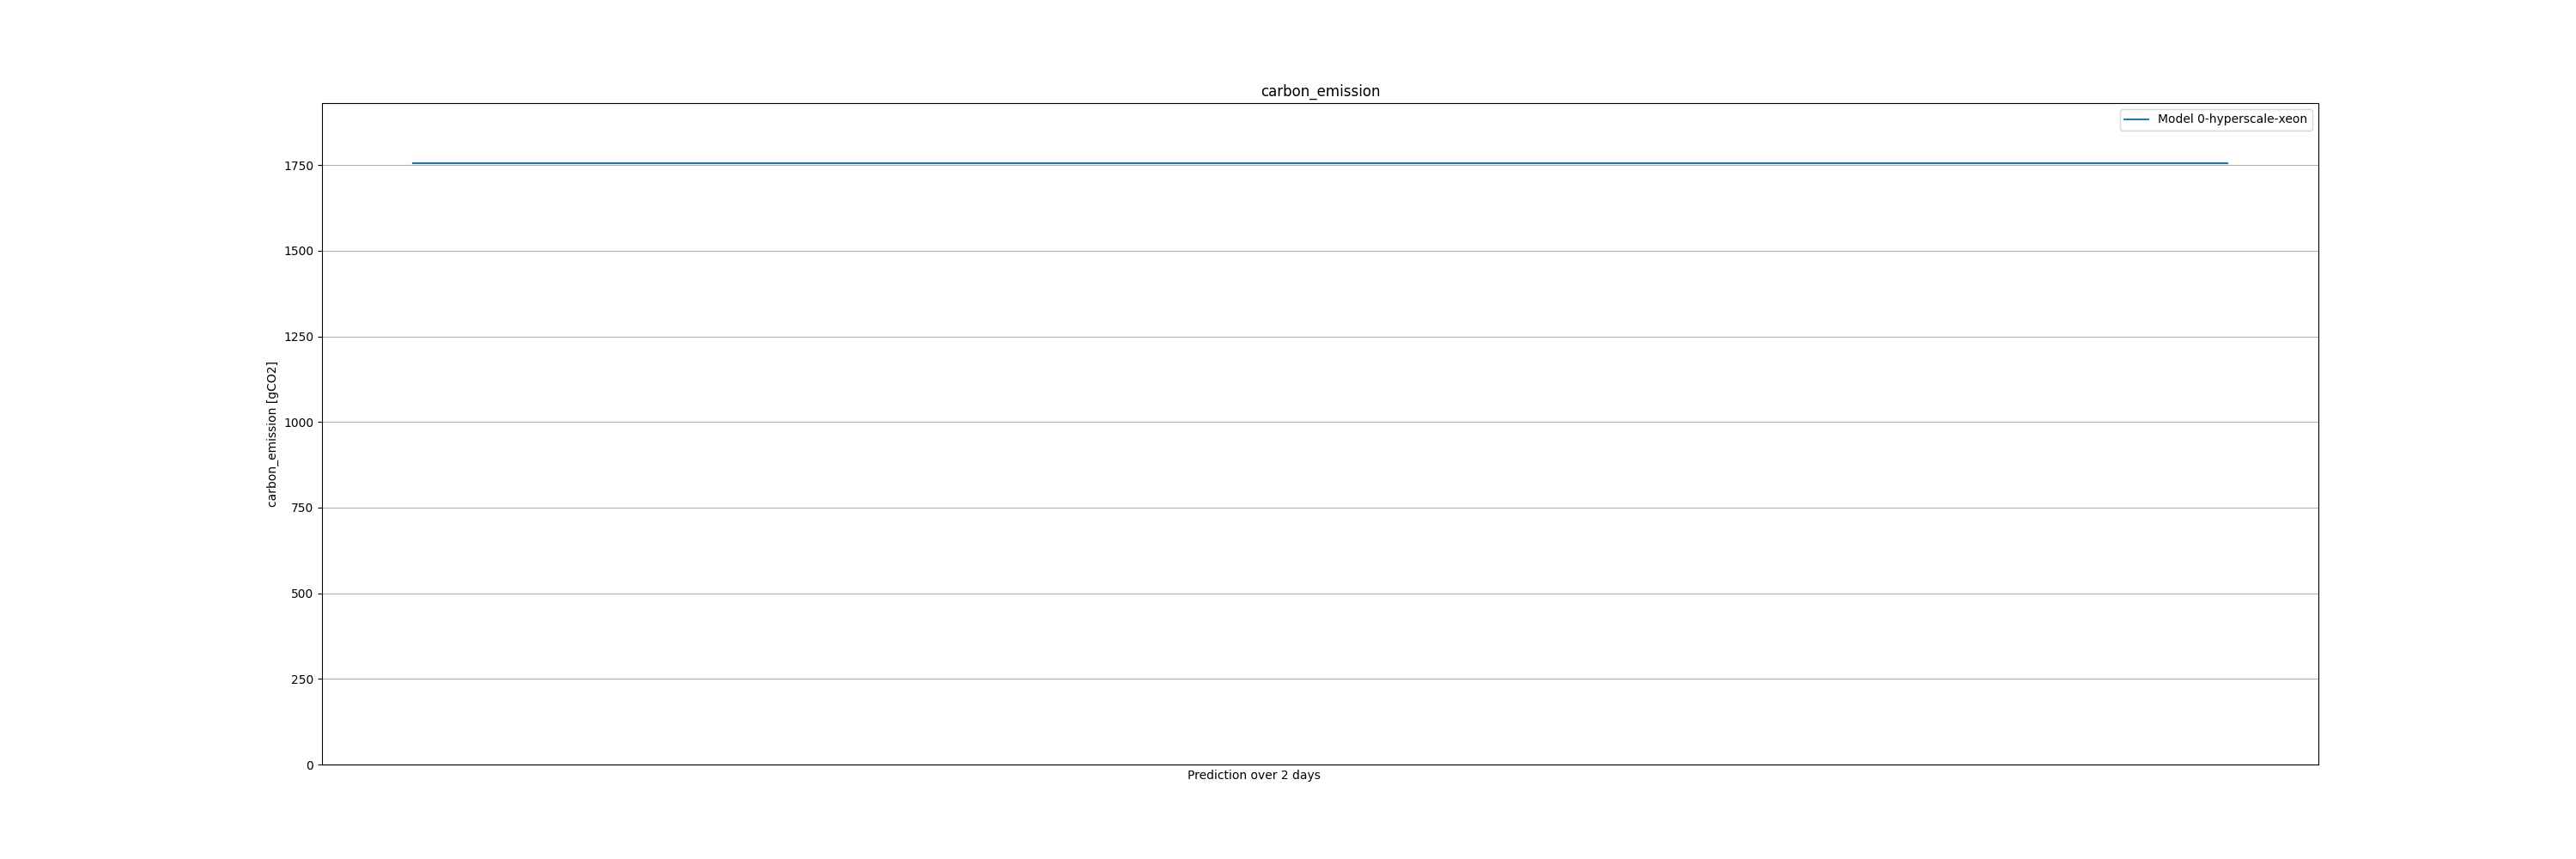 carbon_emission
Model 0-hyperscale-xeon
carbon_emission [gCO2]
1750
1500
1250
1000
750
500
250
0
Prediction over 2 days